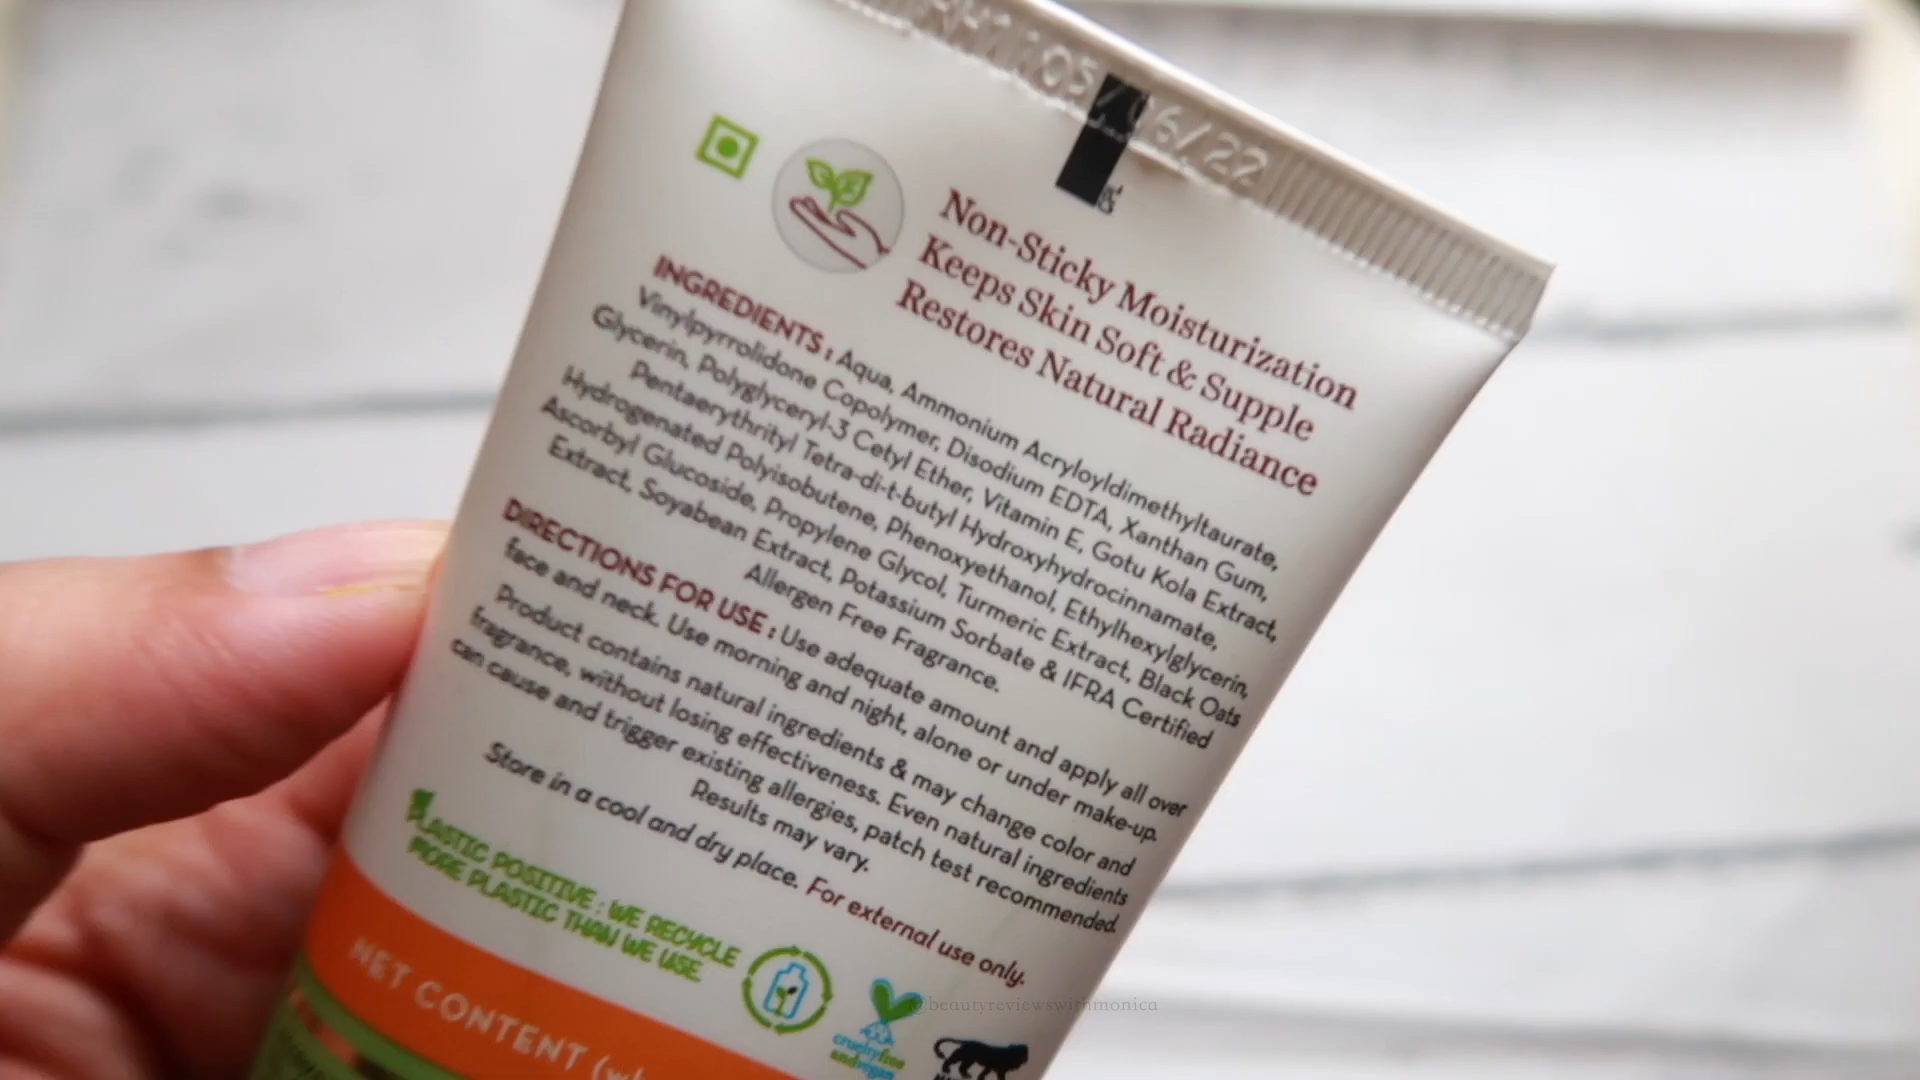 05/06/22
Non-Sticky Moisturization
Keeps Skin Soft & Supple
Restores Natural Radiance
INGREDIENTS : Aqua, Ammonium Acryloyldimethyltaurate,
Vinylpyrrolidone Copolymer, Disodium EDTA, Xanthan Gum,
Glycerin, Polyglyceryl-3 Cetyl Ether, Vitamin E, Gotu Kola Extract,
Pentaerythrityl Tetra-di-t-butyl Hydroxyhydrocinnamate,
Hydrogenated Polyisobutene, Phenoxyethanol, Ethylhexylglycerin,
Ascorbyl Glucoside, Propylene Glycol, Turmeric Extract, Black Oats
Extract, Soyabean Extract, Potassium Sorbate & IFRA Certified
Allergen Free Fragrance.
DIRECTIONS FOR USE : Use adequate amount and apply all over
face and neck. Use morning and night, alone or under make-up.
Product contains natural ingredients & may change color and
fragrance, without losing effectiveness. Even natural ingredients
can cause and trigger existing allergies, patch test recommended.
Results may vary.
Store in a cool and dry place. For external use only.
PLASTIC POSITIVE : WE RECYCLE
MORE PLASTIC THAN WE USE.
crueltyfree
andvegan
@beautyreviewswithmonica
NET CONTENT